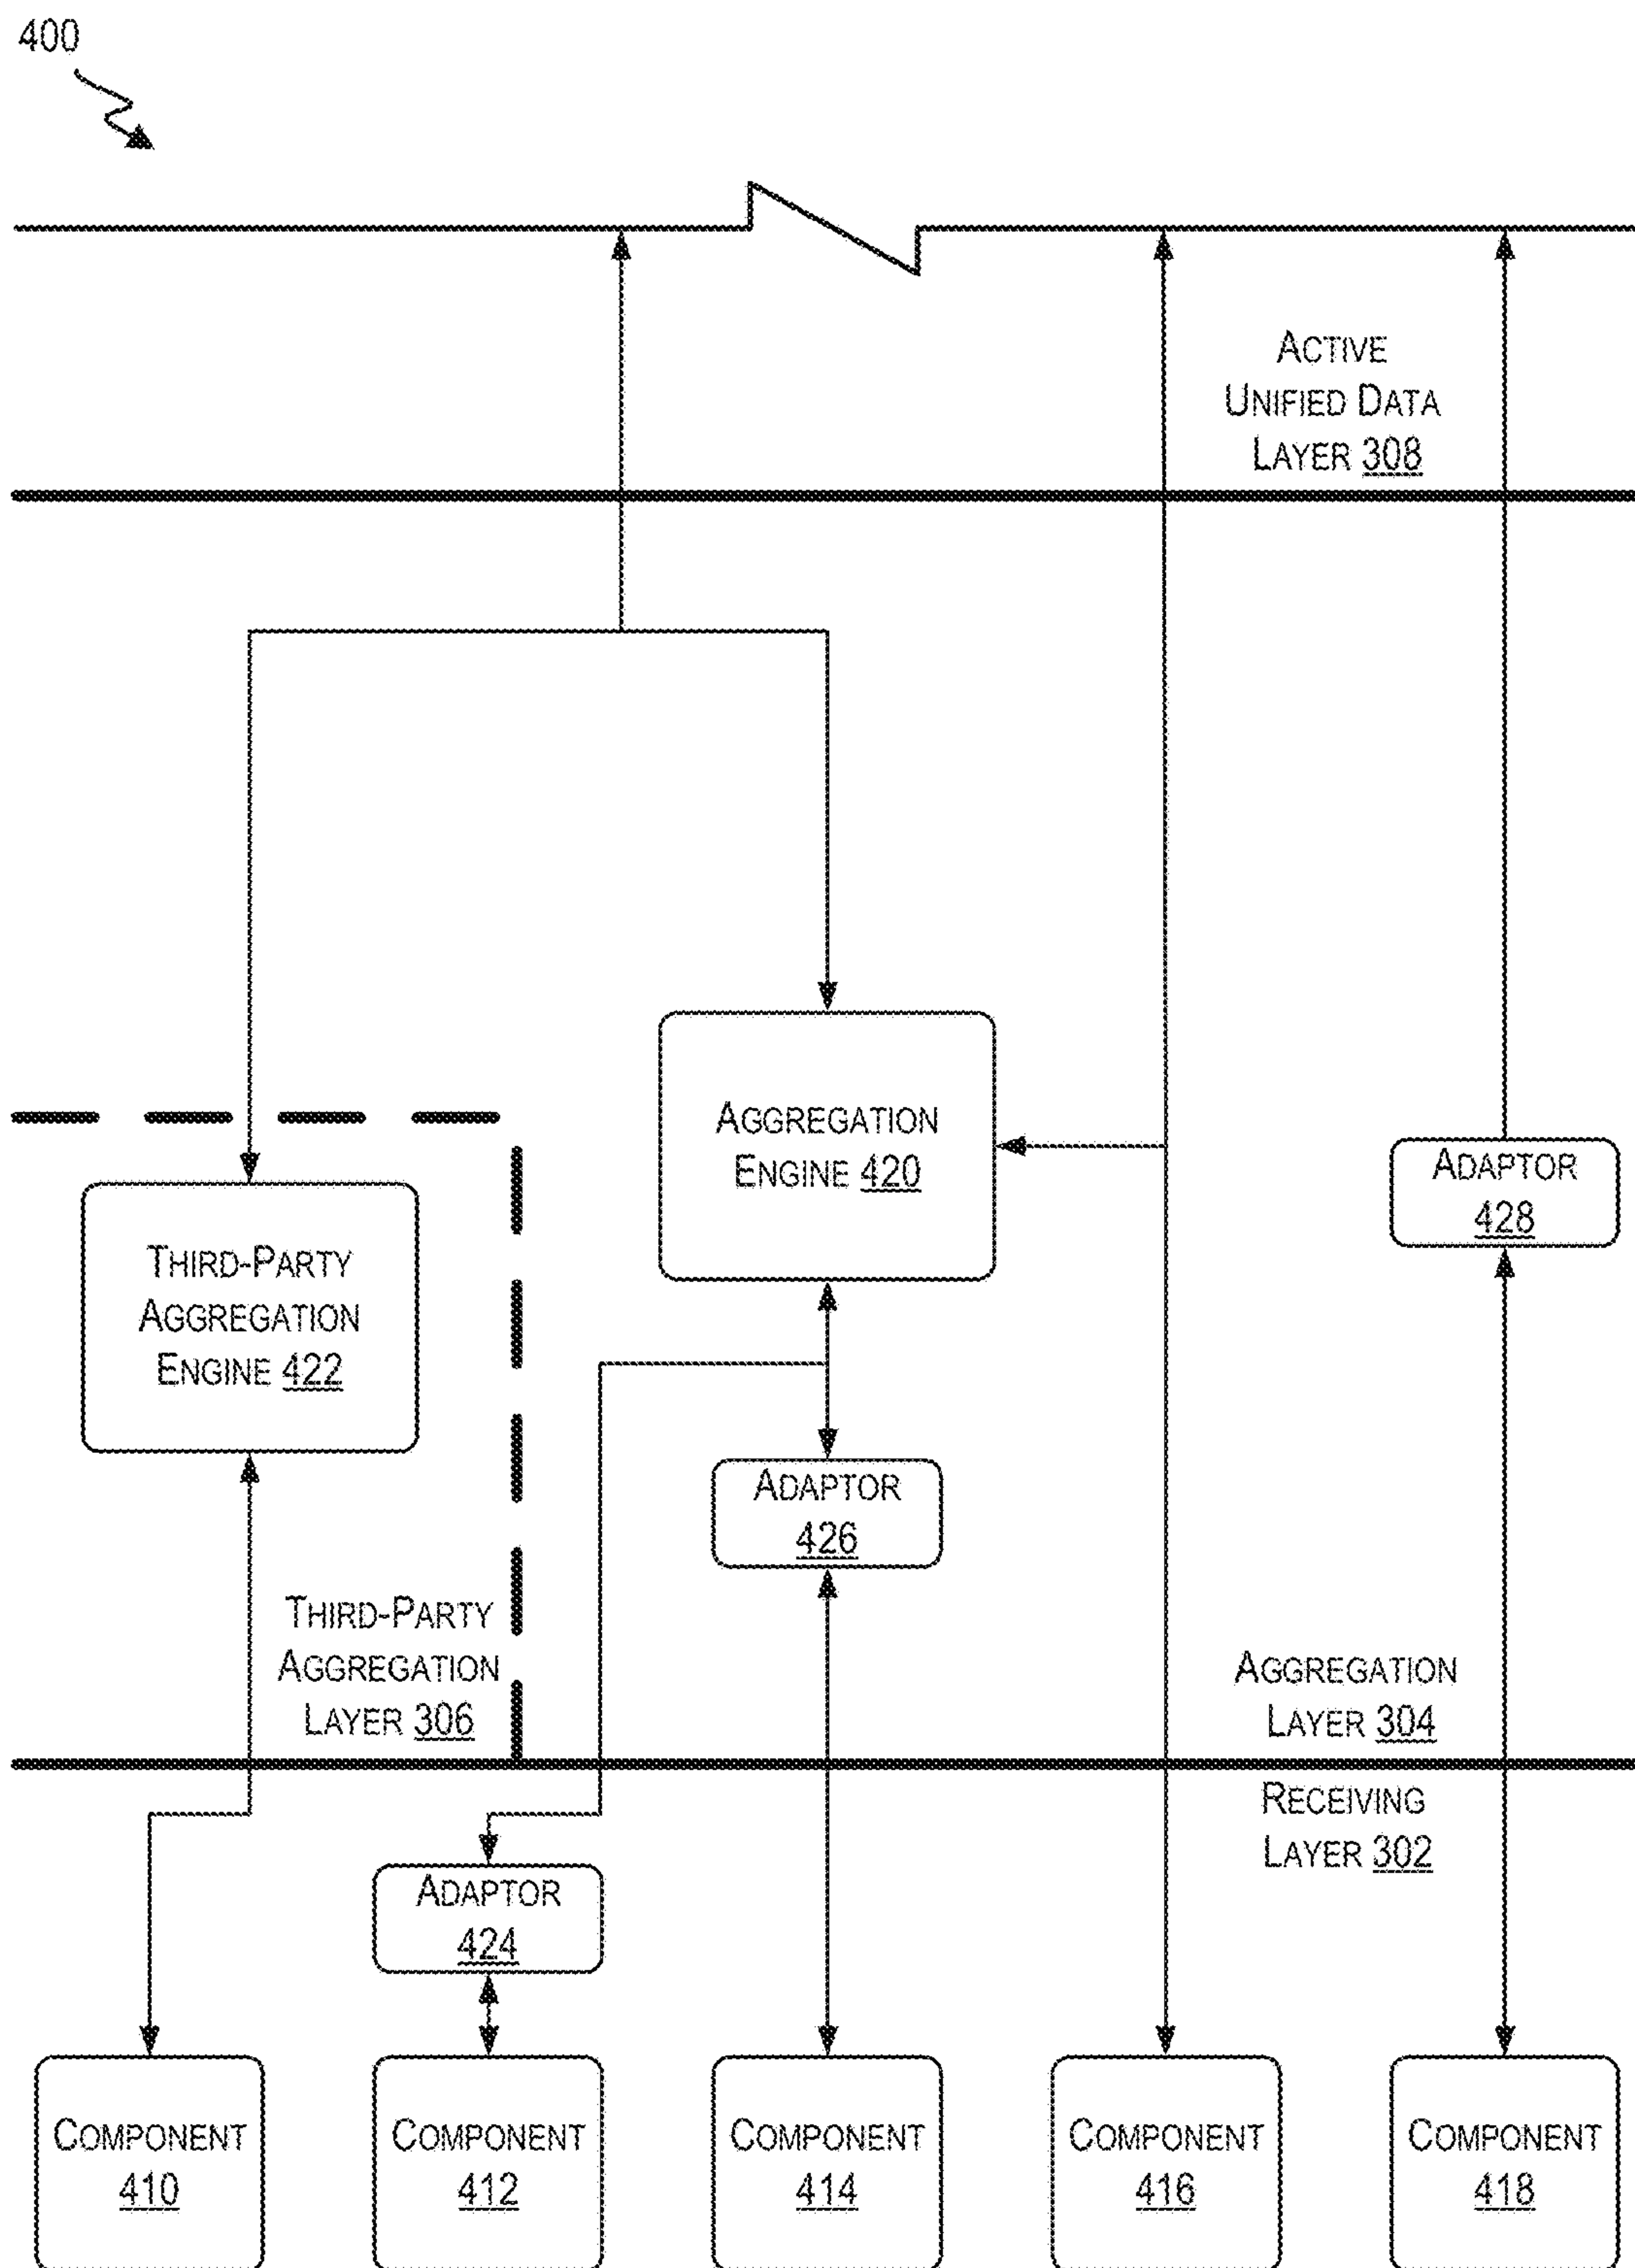 400
ACTIVE
UNIFIED DATA
LAYER 308
AGGREGATION
ENGINE 420
ADAPTOR
428
THIRD-PARTY
AGGREGATION
ENGINE 422
ADAPTOR
426
THIRD-PARTY
AGGREGATION
LAYER 306
AGGREGATION
LAYER 304
RECEIVING
LAYER 302
ADAPTOR
424
COMPONENT
410
COMPONENT
412
COMPONENT
414
COMPONENT
416
COMPONENT
418